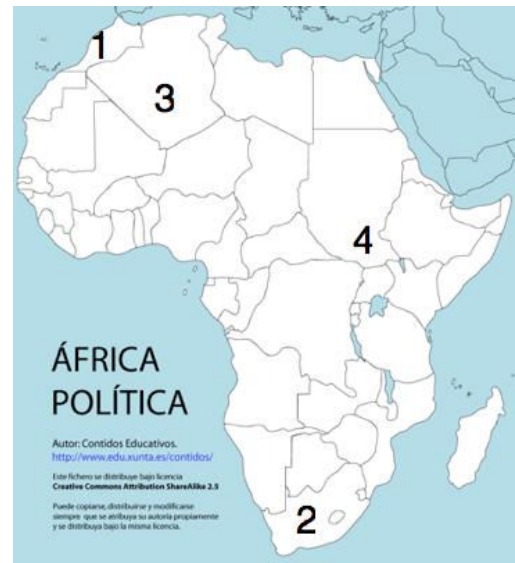 1
3
4
ÁFRICA
POLÍTICA
Autor: Contidos Educativos.
http://www.edu.xunta.es/contidos/
Este fichero se distribuye bajo licencia
Creative Commons Attribution ShareAlike 2.5
Puede copiarse, distribuirse y modificarse
siempre que se atribuya su autoría propiamente
y se distribuya bajo la misma licencia.
2